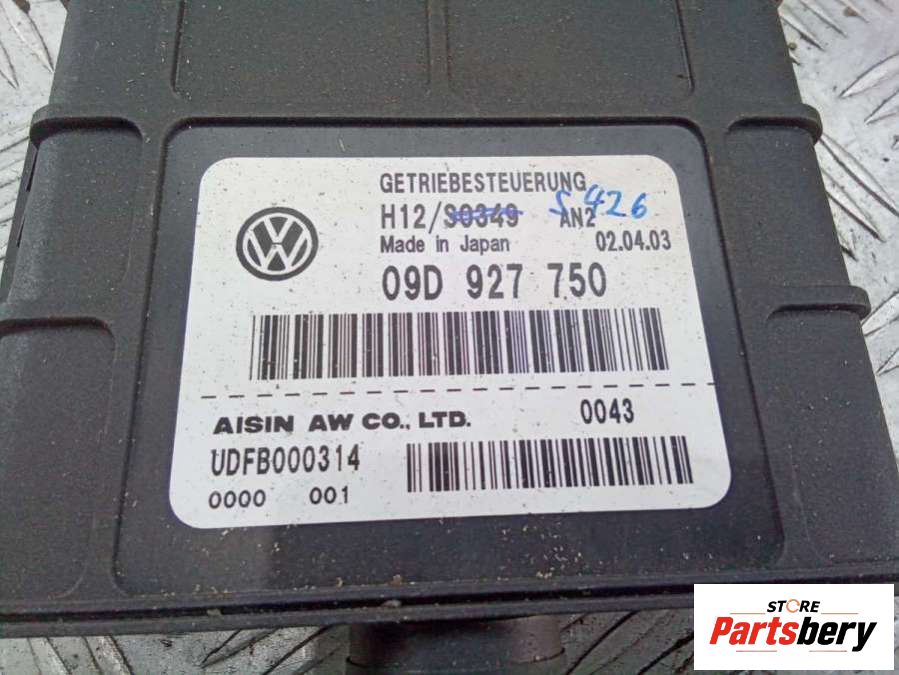 GETRIEBESTEUERUNG
H12/S0349 AN2 S426
Made in Japan 02.04.03
09D 927 750
AISIN AW CO., LTD. 0043
UDFB000314
0000 001
STORE
Partsbery